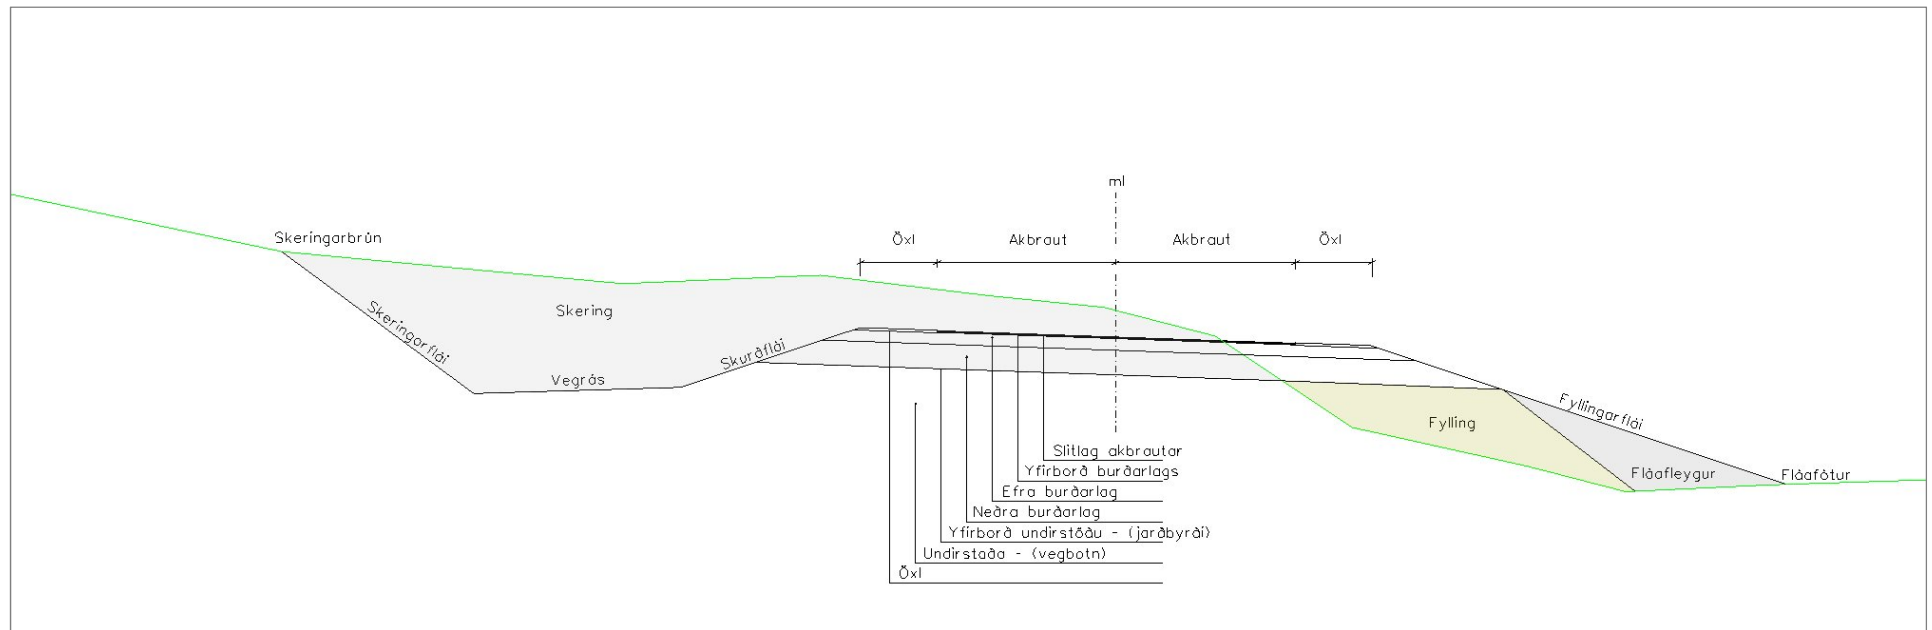 ml
Skeringarbrún
Öxl
Akbraut
Akbraut
Öxl
Skering
Skeringarflái
Skurðflái
Vegrás
Fyllingarflái
Fylling
Fláafleygur
Fláafótur
Slitlag akbrautar
Yfirborð burðarlags
Efra burðarlag
Neðra burðarlag
Yfirborð undirstöðu - (jarðbyrði)
Undirstaða - (vegbotn)
Öxl